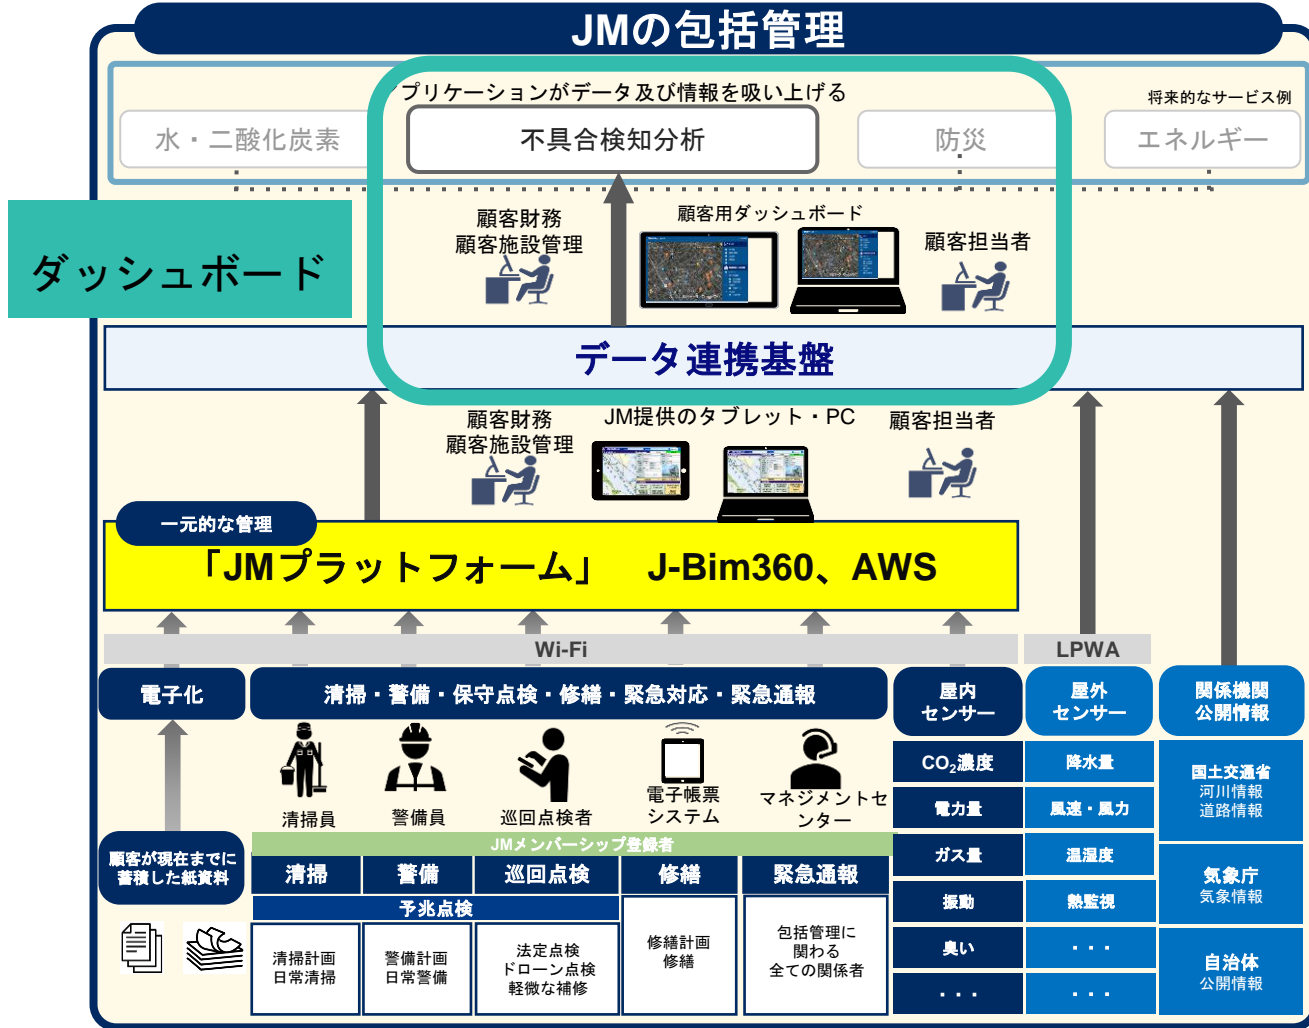 JMの包括管理
プリケーションがデータ及び情報を吸い上げる
将来的なサービス例
水・二酸化炭素
不具合検知分析
防災
エネルギー
ダッシュボード
顧客財務
顧客施設管理
顧客用ダッシュボード
顧客担当者
データ連携基盤
顧客財務
顧客施設管理
JM提供のタブレット・PC
顧客担当者
一元的な管理
「JMプラットフォーム」 J-Bim360、AWS
Wi-Fi
LPWA
電子化
清掃・警備・保守点検・修繕・緊急対応・緊急通報
屋内
センサー
屋外
センサー
関係機関
公開情報
清掃員
警備員
巡回点検者
電子帳票
システム
マネジメントセ
ンター
JMメンバーシップ登録者
顧客が現在までに
蓄積した紙資料
清掃
警備
巡回点検
修繕
緊急通報
予兆点検
清掃計画
日常清掃
警備計画
日常警備
法定点検
ドローン点検
軽微な補修
修繕計画
修繕
包括管理に
関わる
全ての関係者
CO₂濃度
電力量
ガス量
振動
臭い
・・・
降水量
風速・風力
温湿度
熱監視
・・・
・・・
国土交通省
河川情報
道路情報
気象庁
気象情報
自治体
公開情報